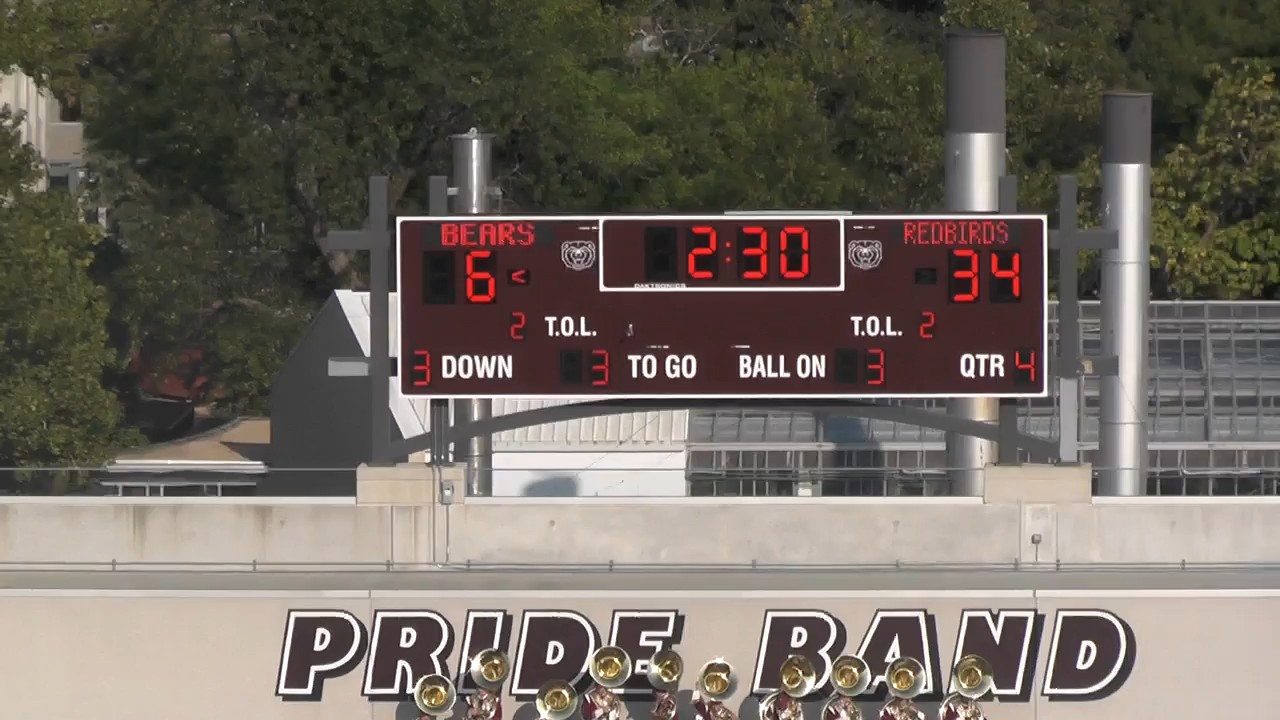 BEARS 2:30 REDBIRDS
6 < 34
DAKTRONICS
2 T.O.L. T.O.L. 2
3 DOWN 3 TO GO BALL ON 3 QTR 4
PRIDE BAND